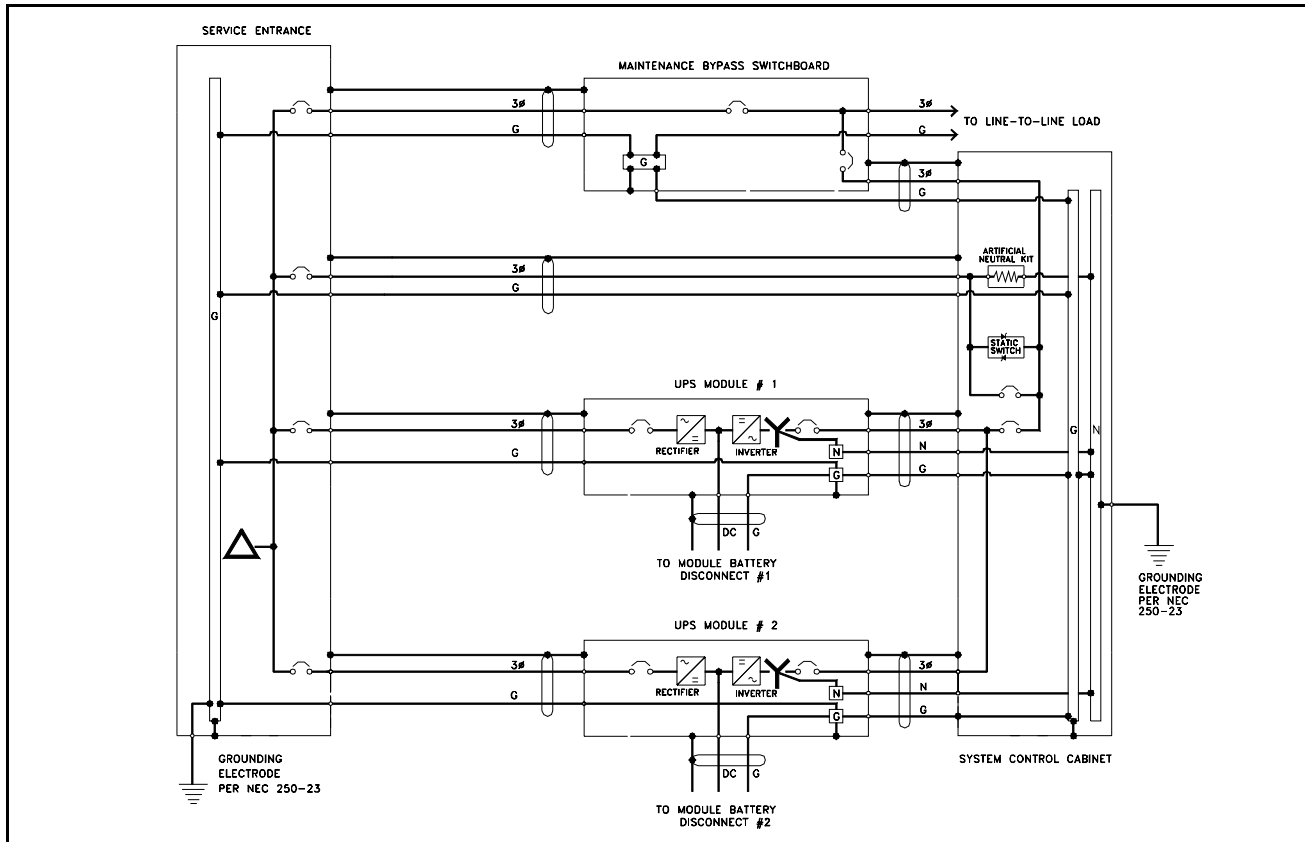 SERVICE ENTRANCE
MAINTENANCE BYPASS SWITCHBOARD
3ø
3ø
TO LINE-TO-LINE LOAD
G
G
G
3ø
G
ARTIFICIAL
NEUTRAL KIT
3ø
G
G
STATIC
SWITCH
UPS MODULE # 1
3ø
3ø
G
N
RECTIFIER
INVERTER
N
N
G
G
G
DC
G
TO MODULE BATTERY
DISCONNECT #1
GROUNDING
ELECTRODE
PER NEC
250-23
UPS MODULE # 2
3ø
3ø
RECTIFIER
INVERTER
N
N
G
G
G
GROUNDING
ELECTRODE
PER NEC 250-23
SYSTEM CONTROL CABINET
DC
G
TO MODULE BATTERY
DISCONNECT #2